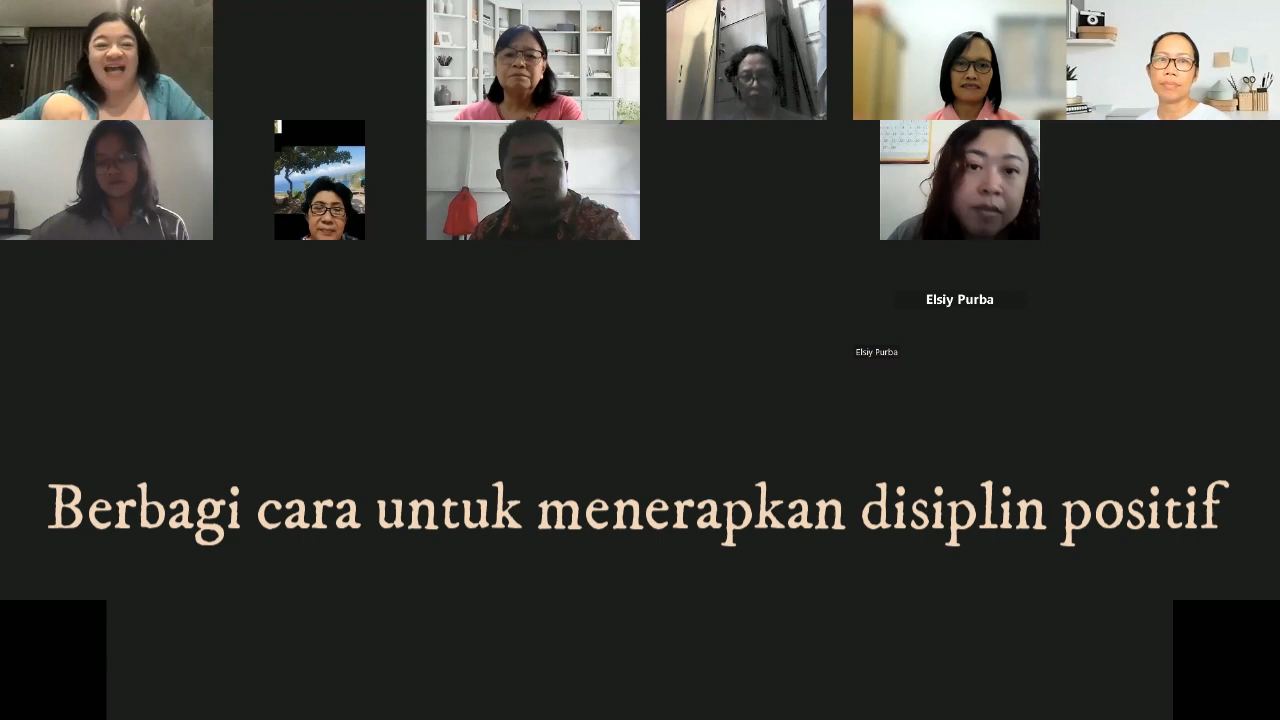 Elsiy Purba
Elsiy Purba
Berbagi cara untuk menerapkan disiplin positif